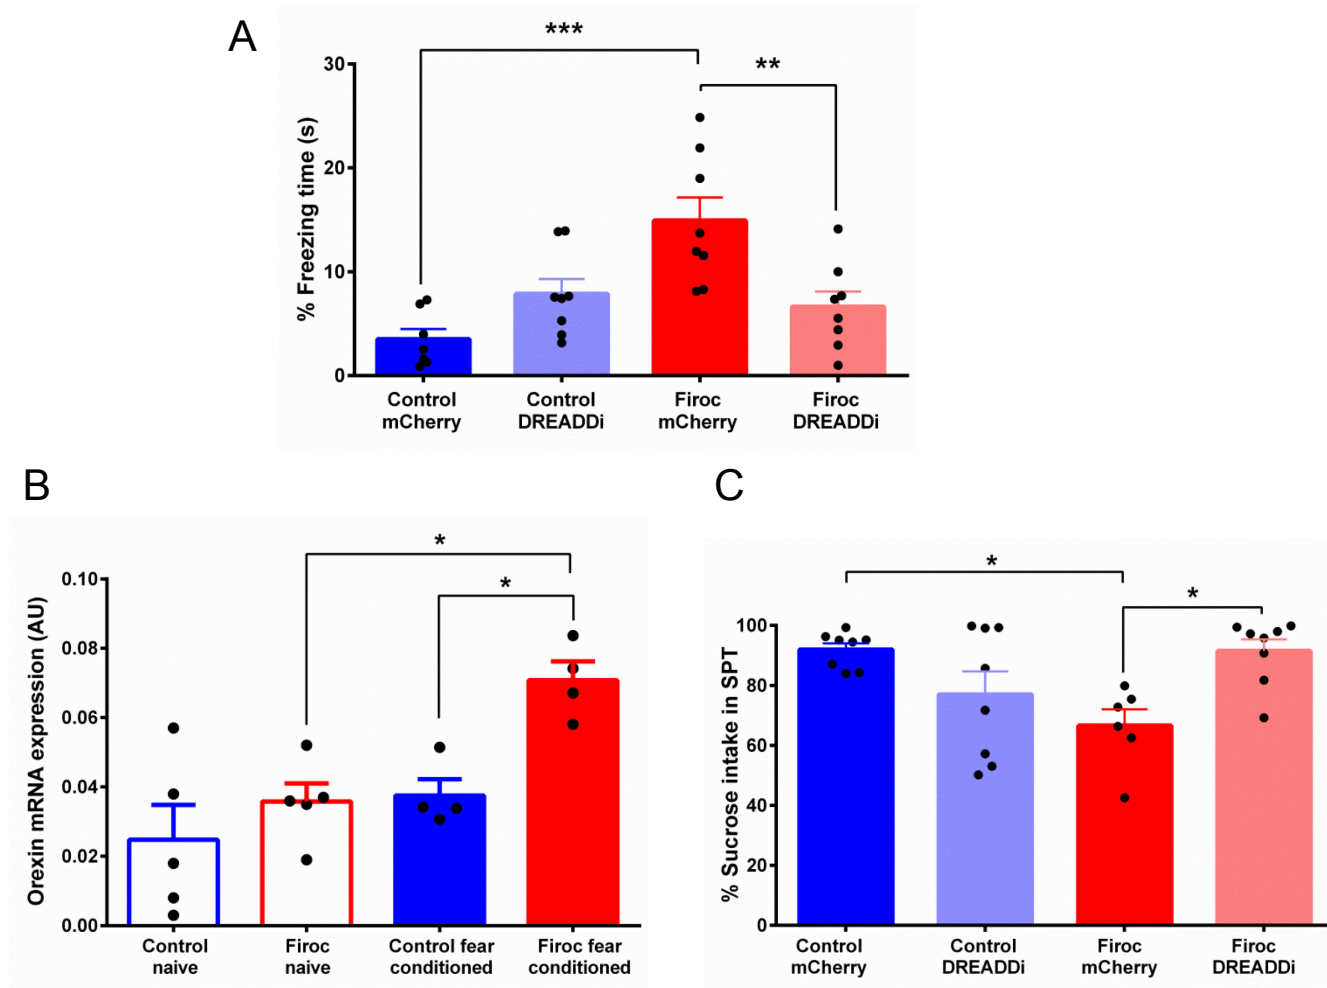 A
***
**
30
20
10
0
% Freezing time (s)
Control
mCherry
Control
DREADDi
Firoc
mCherry
Firoc
DREADDi
B
*
*
0.10
0.08
0.06
0.04
0.02
0.00
Orexin mRNA expression (AU)
Control
naive
Firoc
naive
Control fear
conditioned
Firoc fear
conditioned
C
*
*
100
80
60
40
20
0
% Sucrose intake in SPT
Control
mCherry
Control
DREADDi
Firoc
mCherry
Firoc
DREADDi